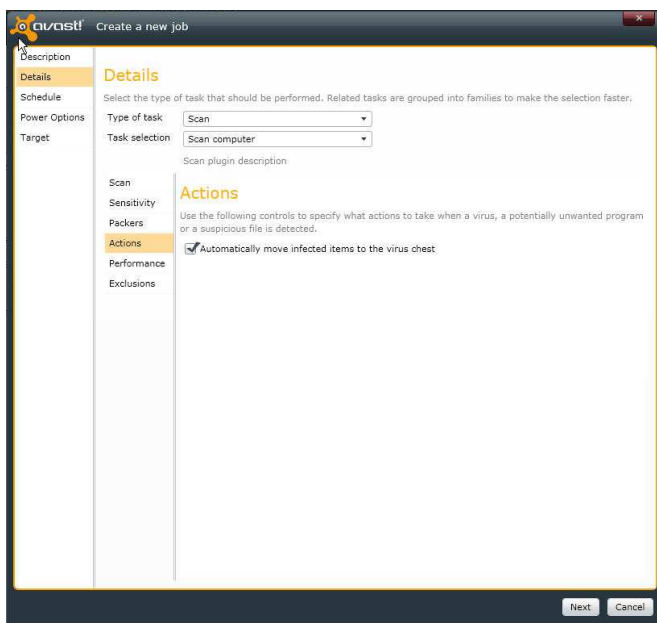 avast! Create a new job
Description
Details
Schedule
Power Options
Target
Details
Select the type of task that should be performed. Related tasks are grouped into families to make the selection faster.
Type of task Scan
Task selection Scan computer
Scan plugin description
Scan
Sensitivity
Packers
Actions
Performance
Exclusions
Actions
Use the following controls to specify what actions to take when a virus, a potentially unwanted program
or a suspicious file is detected.
Automatically move infected items to the virus chest
Next Cancel